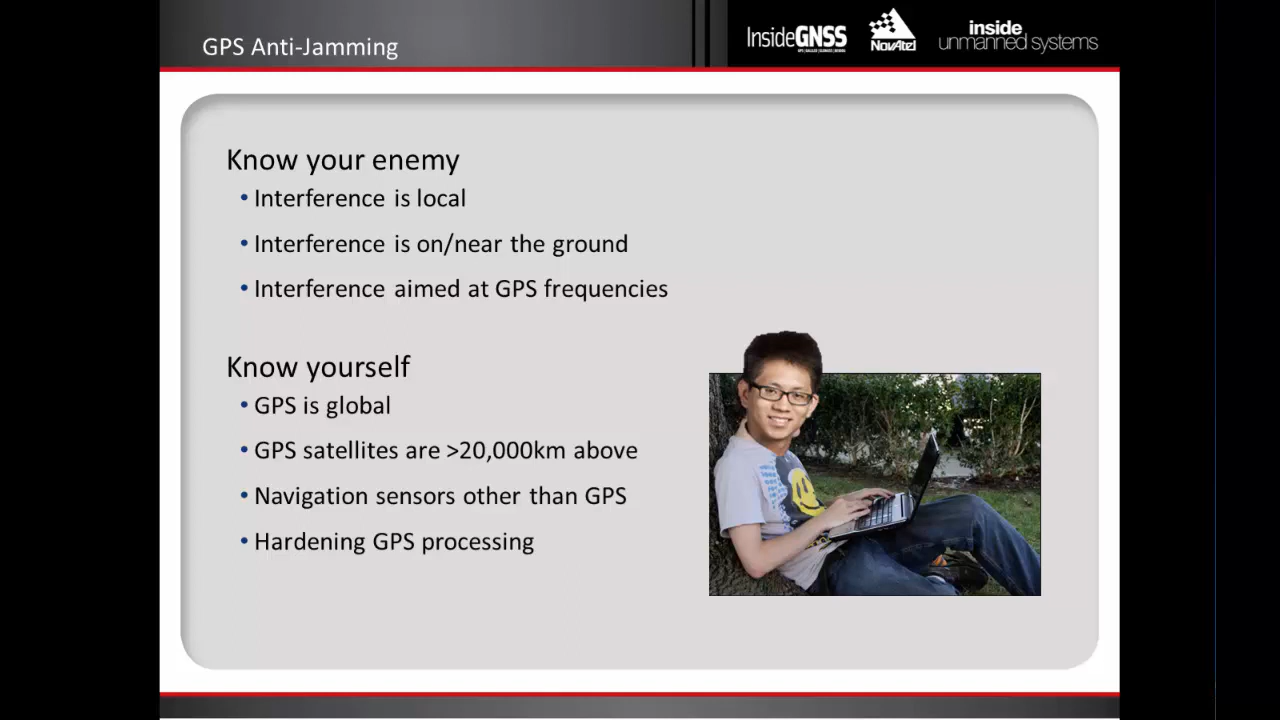 GPS Anti-Jamming
InsideGNSS
NovAtel
inside
unmanned systems
Know your enemy
• Interference is local
• Interference is on/near the ground
• Interference aimed at GPS frequencies
Know yourself
• GPS is global
• GPS satellites are >20,000km above
• Navigation sensors other than GPS
• Hardening GPS processing